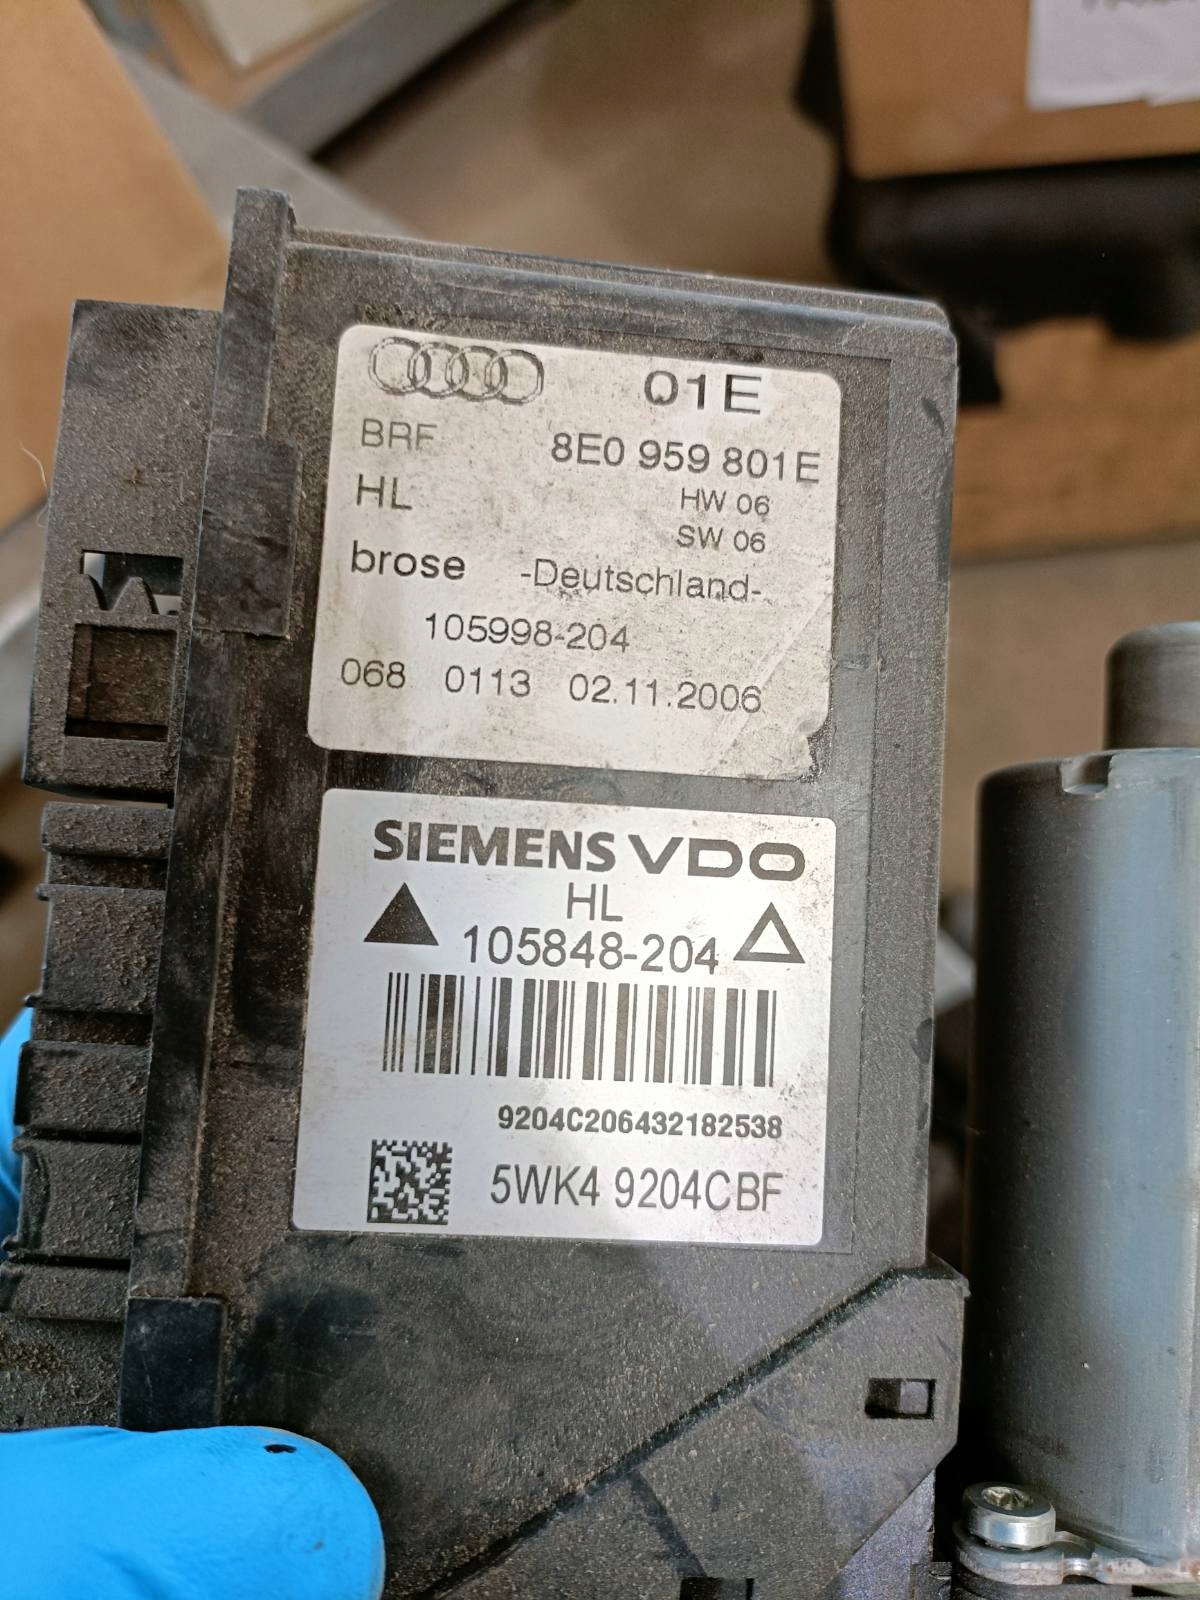 01E
BRF 8E0 959 801E
HL HW 06
SW 06
brose -Deutschland-
105998-204
068 0113 02.11.2006
SIEMENS VDO
HL
105848-204
9204C206432182538
5WK4 9204CBF